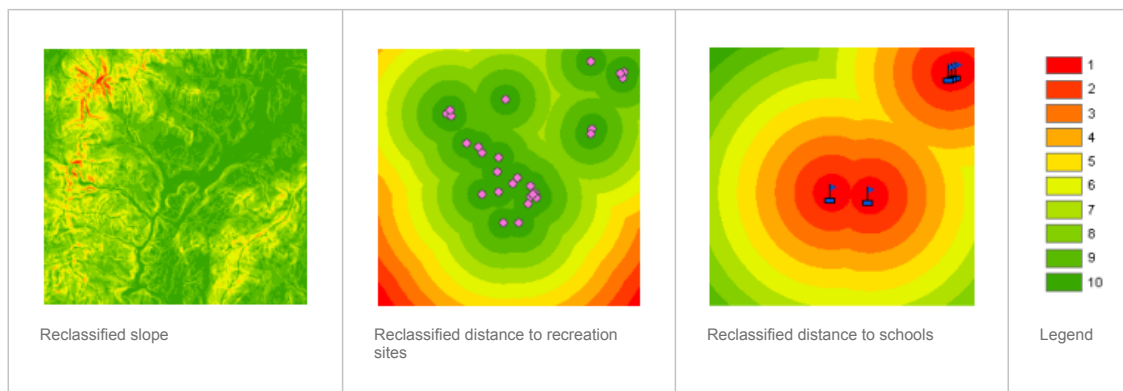 Reclassified slope
Reclassified distance to recreation
sites
Reclassified distance to schools
1
2
3
4
5
6
7
8
9
10
Legend